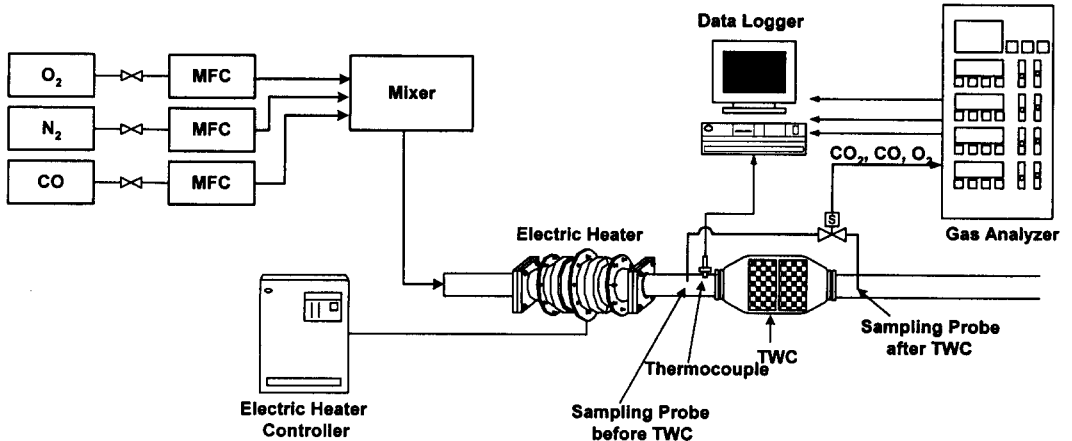 Data Logger
O2
MFC
Mixer
N2
MFC
CO
MFC
CO2, CO, O2
S
Gas Analyzer
Electric Heater
Sampling Probe
after TWC
TWC
Thermocouple
Electric Heater
Controller
Sampling Probe
before TWC